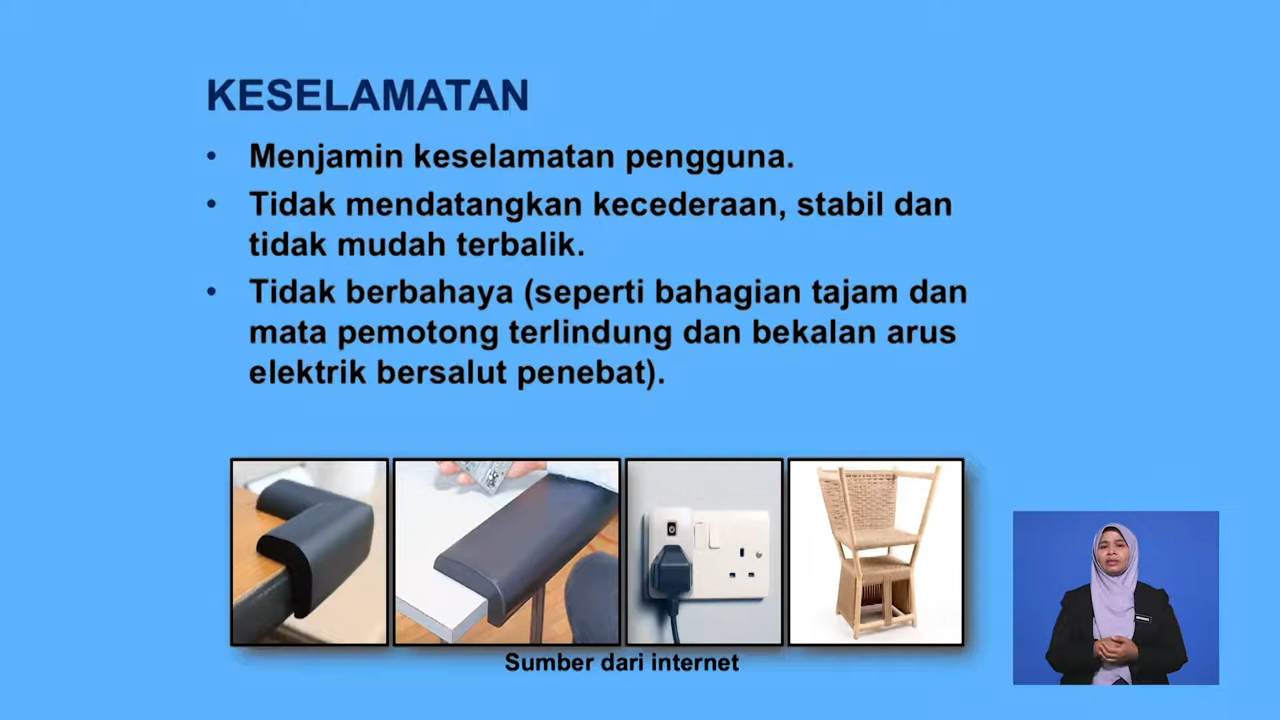 KESELAMATAN
• Menjamin keselamatan pengguna.
• Tidak mendatangkan kecederaan, stabil dan
tidak mudah terbalik.
• Tidak berbahaya (seperti bahagian tajam dan
mata pemotong terlindung dan bekalan arus
elektrik bersalut penebat).
Sumber dari internet